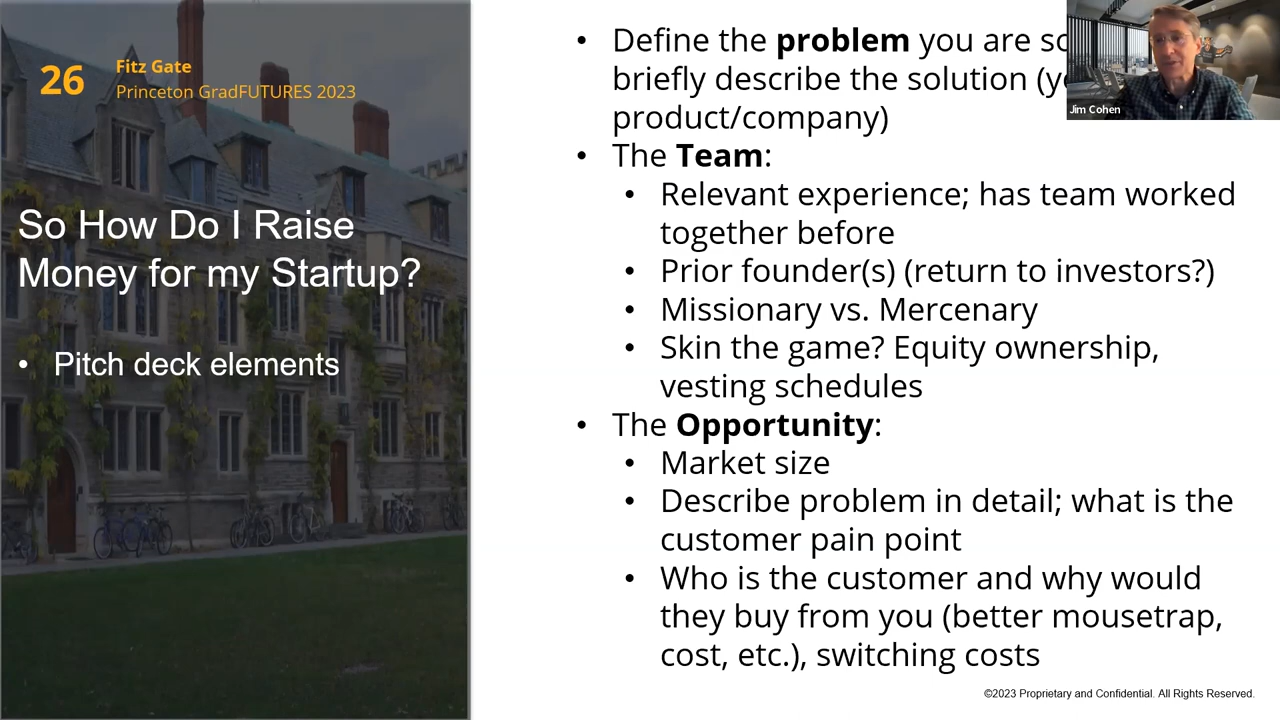 26
Fitz Gate
Princeton GradFUTURES 2023
So How Do I Raise
Money for my Startup?
• Pitch deck elements
• Define the problem you are
briefly describe the solution
product/company)
• The Team:
• Relevant experience; has team worked
together before
• Prior founder(s) (return to investors?)
• Missionary vs. Mercenary
• Skin the game? Equity ownership,
vesting schedules
• The Opportunity:
• Market size
• Describe problem in detail; what is the
customer pain point
• Who is the customer and why would
they buy from you (better mousetrap,
cost, etc.), switching costs
Jim Cohen
©2023 Proprietary and Confidential. All Rights Reserved.